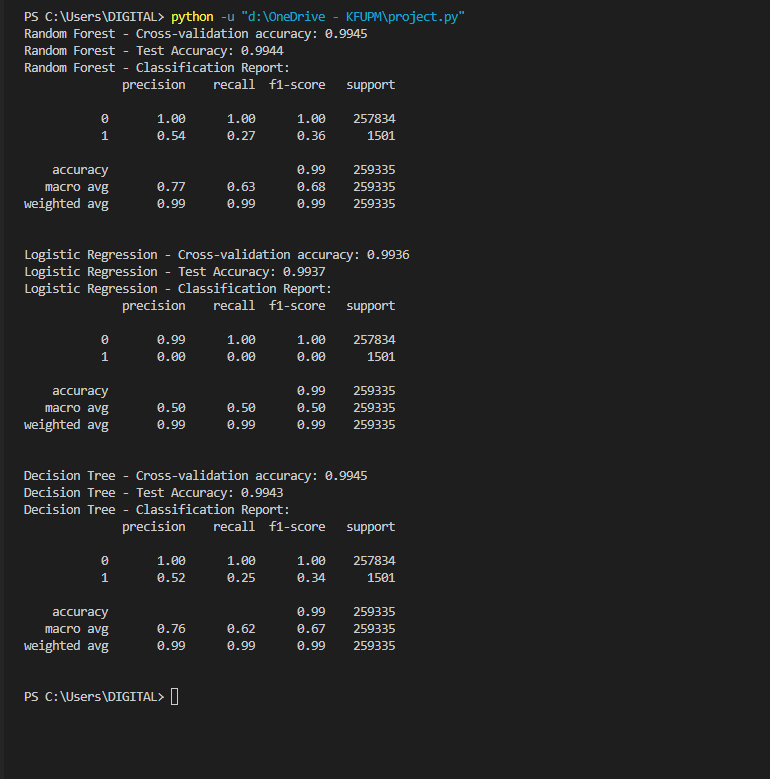 PS C:\Users\DIGITAL> python -u "d:\OneDrive - KFUPM\project.py"
Random Forest - Cross-validation accuracy: 0.9945
Random Forest - Test Accuracy: 0.9944
Random Forest - Classification Report:
              precision    recall  f1-score   support

           0       1.00      1.00      1.00    257834
           1       0.54      0.27      0.36      1501

    accuracy                           0.99    259335
   macro avg       0.77      0.63      0.68    259335
weighted avg       0.99      0.99      0.99    259335

Logistic Regression - Cross-validation accuracy: 0.9936
Logistic Regression - Test Accuracy: 0.9937
Logistic Regression - Classification Report:
              precision    recall  f1-score   support

           0       0.99      1.00      1.00    257834
           1       0.00      0.00      0.00      1501

    accuracy                           0.99    259335
   macro avg       0.50      0.50      0.50    259335
weighted avg       0.99      0.99      0.99    259335

Decision Tree - Cross-validation accuracy: 0.9945
Decision Tree - Test Accuracy: 0.9943
Decision Tree - Classification Report:
              precision    recall  f1-score   support

           0       1.00      1.00      1.00    257834
           1       0.52      0.25      0.34      1501

    accuracy                           0.99    259335
   macro avg       0.76      0.62      0.67    259335
weighted avg       0.99      0.99      0.99    259335

PS C:\Users\DIGITAL>